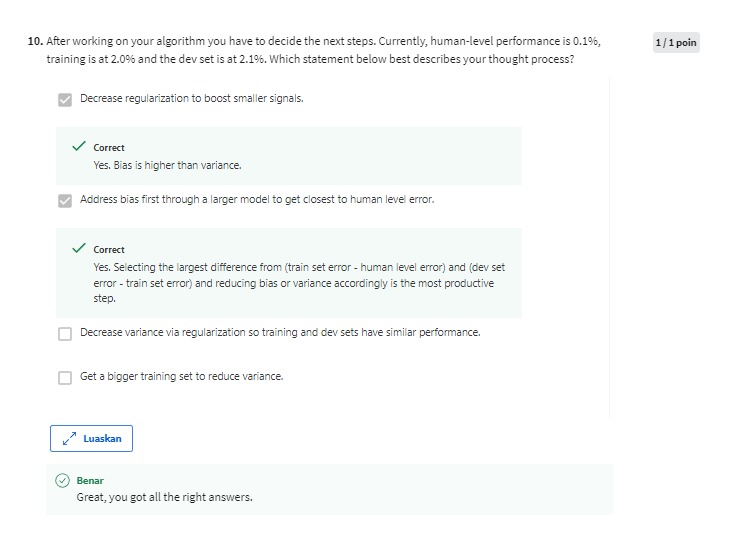 10. After working on your algorithm you have to decide the next steps. Currently, human-level performance is 0.1%,
1 / 1 poin
training is at 2.0% and the dev set is at 2.1%. Which statement below best describes your thought process?
Decrease regularization to boost smaller signals.
Correct
Yes. Bias is higher than variance.
Address bias first through a larger model to get closest to human level error.
Correct
Yes. Selecting the largest difference from (train set error - human level error) and (dev set
error - train set error) and reducing bias or variance accordingly is the most productive
step.
Decrease variance via regularization so training and dev sets have similar performance.
Get a bigger training set to reduce variance.
Luaskan
Benar
Great, you got all the right answers.